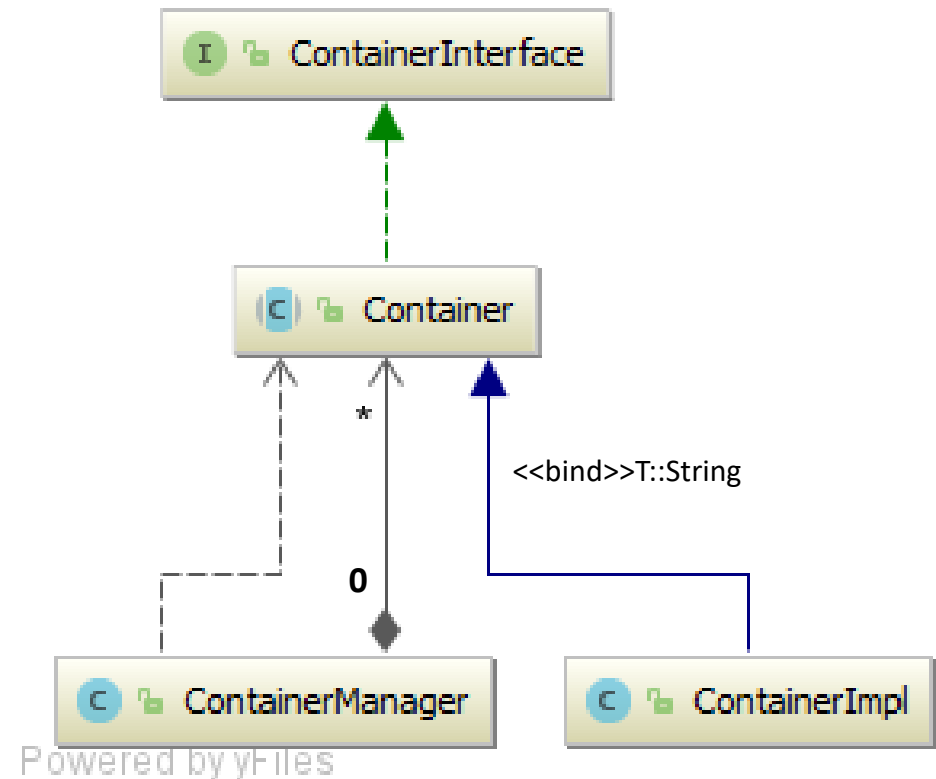 I ContainerInterface
C Container
*
<<bind>>T::String
0
C ContainerManager
C ContainerImpl
Powered by yFiles